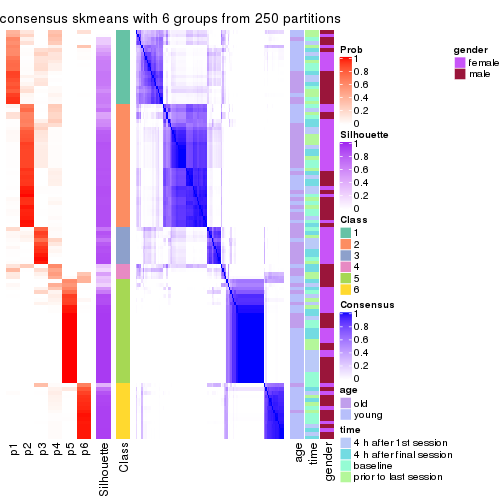 consensus skmeans with 6 groups from 250 partitions
Prob
1
0.8
0.6
0.4
0.2
0
gender
female
male
Silhouette
1
0.8
0.6
0.4
0.2
0
Class
1
2
3
4
5
6
Consensus
1
0.8
0.6
0.4
0.2
0
age
old
young
time
4 h after 1st session
4 h after final session
baseline
prior to last session
p1
p2
p3
p4
p5
p6
Silhouette
Class
age
time
gender